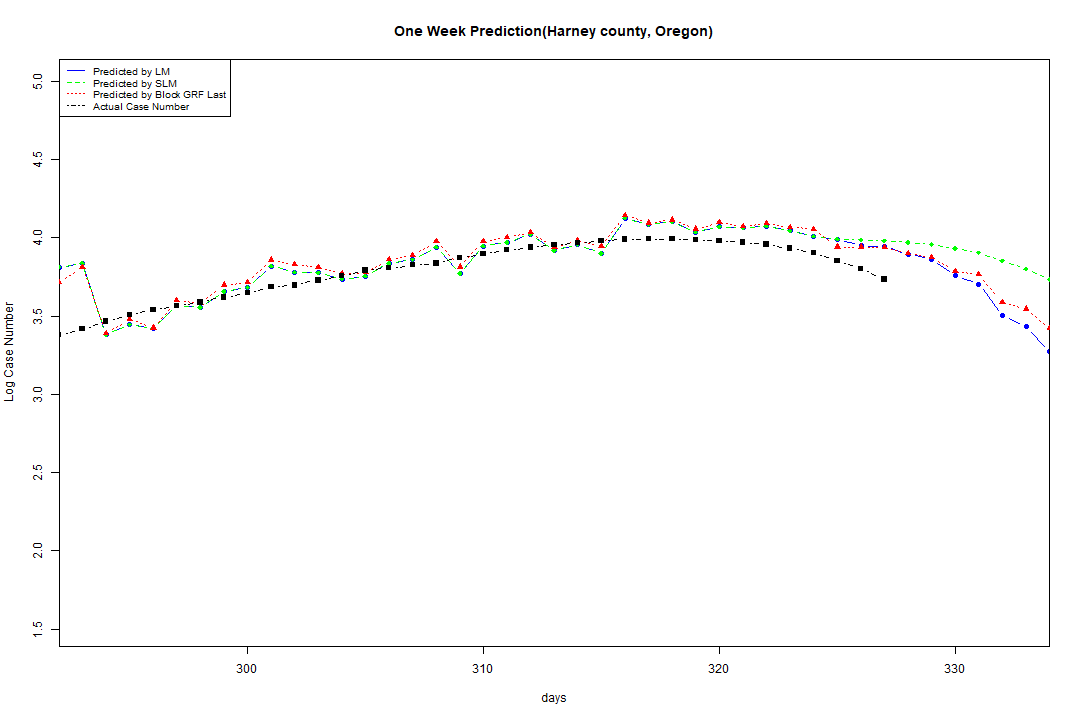 One Week Prediction(Harney county, Oregon)
Predicted by LM
Predicted by SLM
Predicted by Block GRF Last
Actual Case Number
5.0
4.5
4.0
3.5
3.0
2.5
2.0
1.5
Log Case Number
300
310
320
330
days